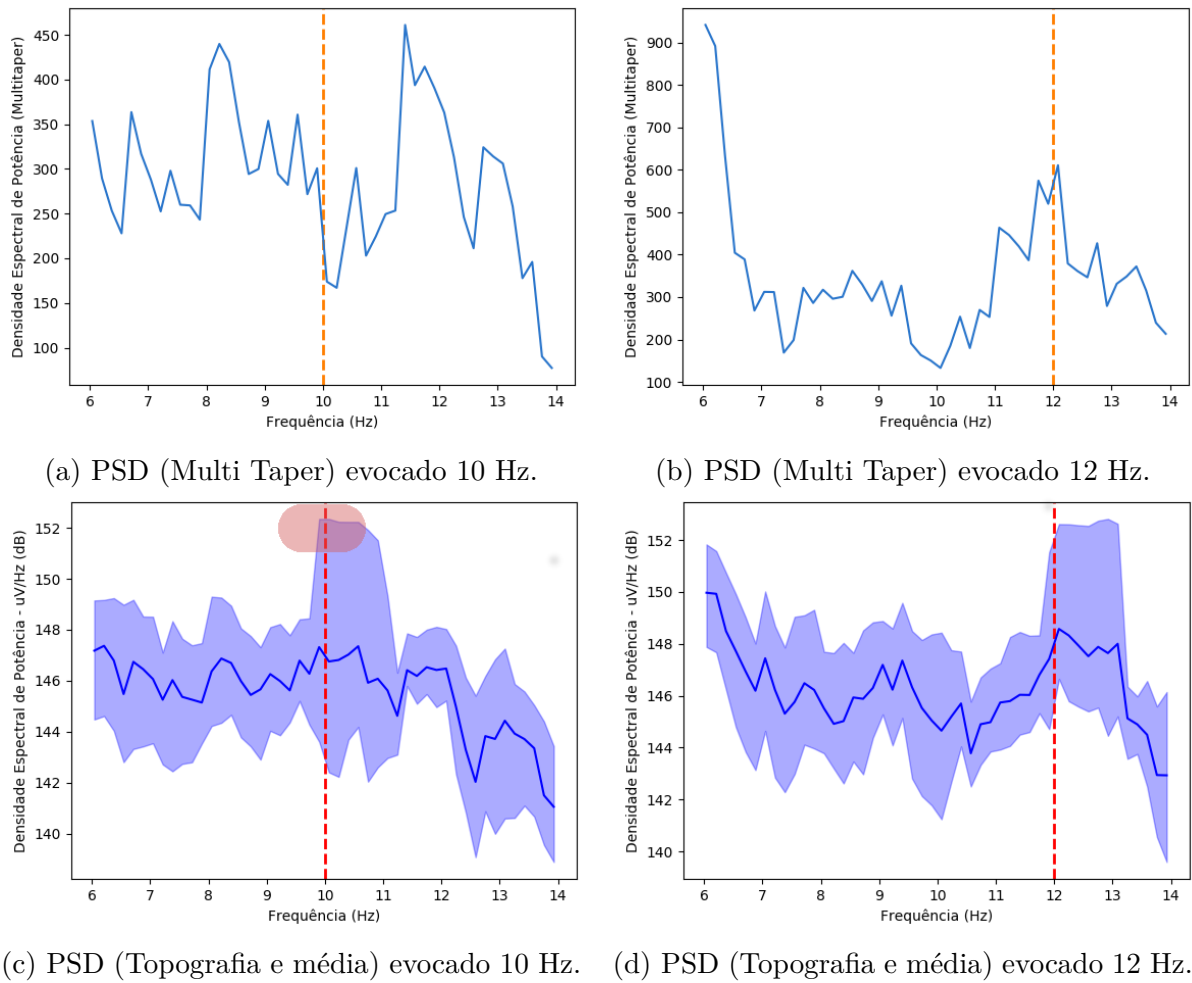 450
400
350
300
250
200
150
100
Densidade Espectral de Potência (Multitaper)
6 7 8 9 10 11 12 13 14
Frequência (Hz)
(a) PSD (Multi Taper) evocado 10 Hz.
900
800
700
600
500
400
300
200
100
Densidade Espectral de Potência (Multitaper)
6 7 8 9 10 11 12 13 14
Frequência (Hz)
(b) PSD (Multi Taper) evocado 12 Hz.
152
150
148
146
144
142
140
Densidade Espectral de Potência - uV/Hz (dB)
6 7 8 9 10 11 12 13 14
Frequência (Hz)
(c) PSD (Topografia e média) evocado 10 Hz.
152
150
148
146
144
142
140
Densidade Espectral de Potência - uV/Hz (dB)
6 7 8 9 10 11 12 13 14
Frequência (Hz)
(d) PSD (Topografia e média) evocado 12 Hz.